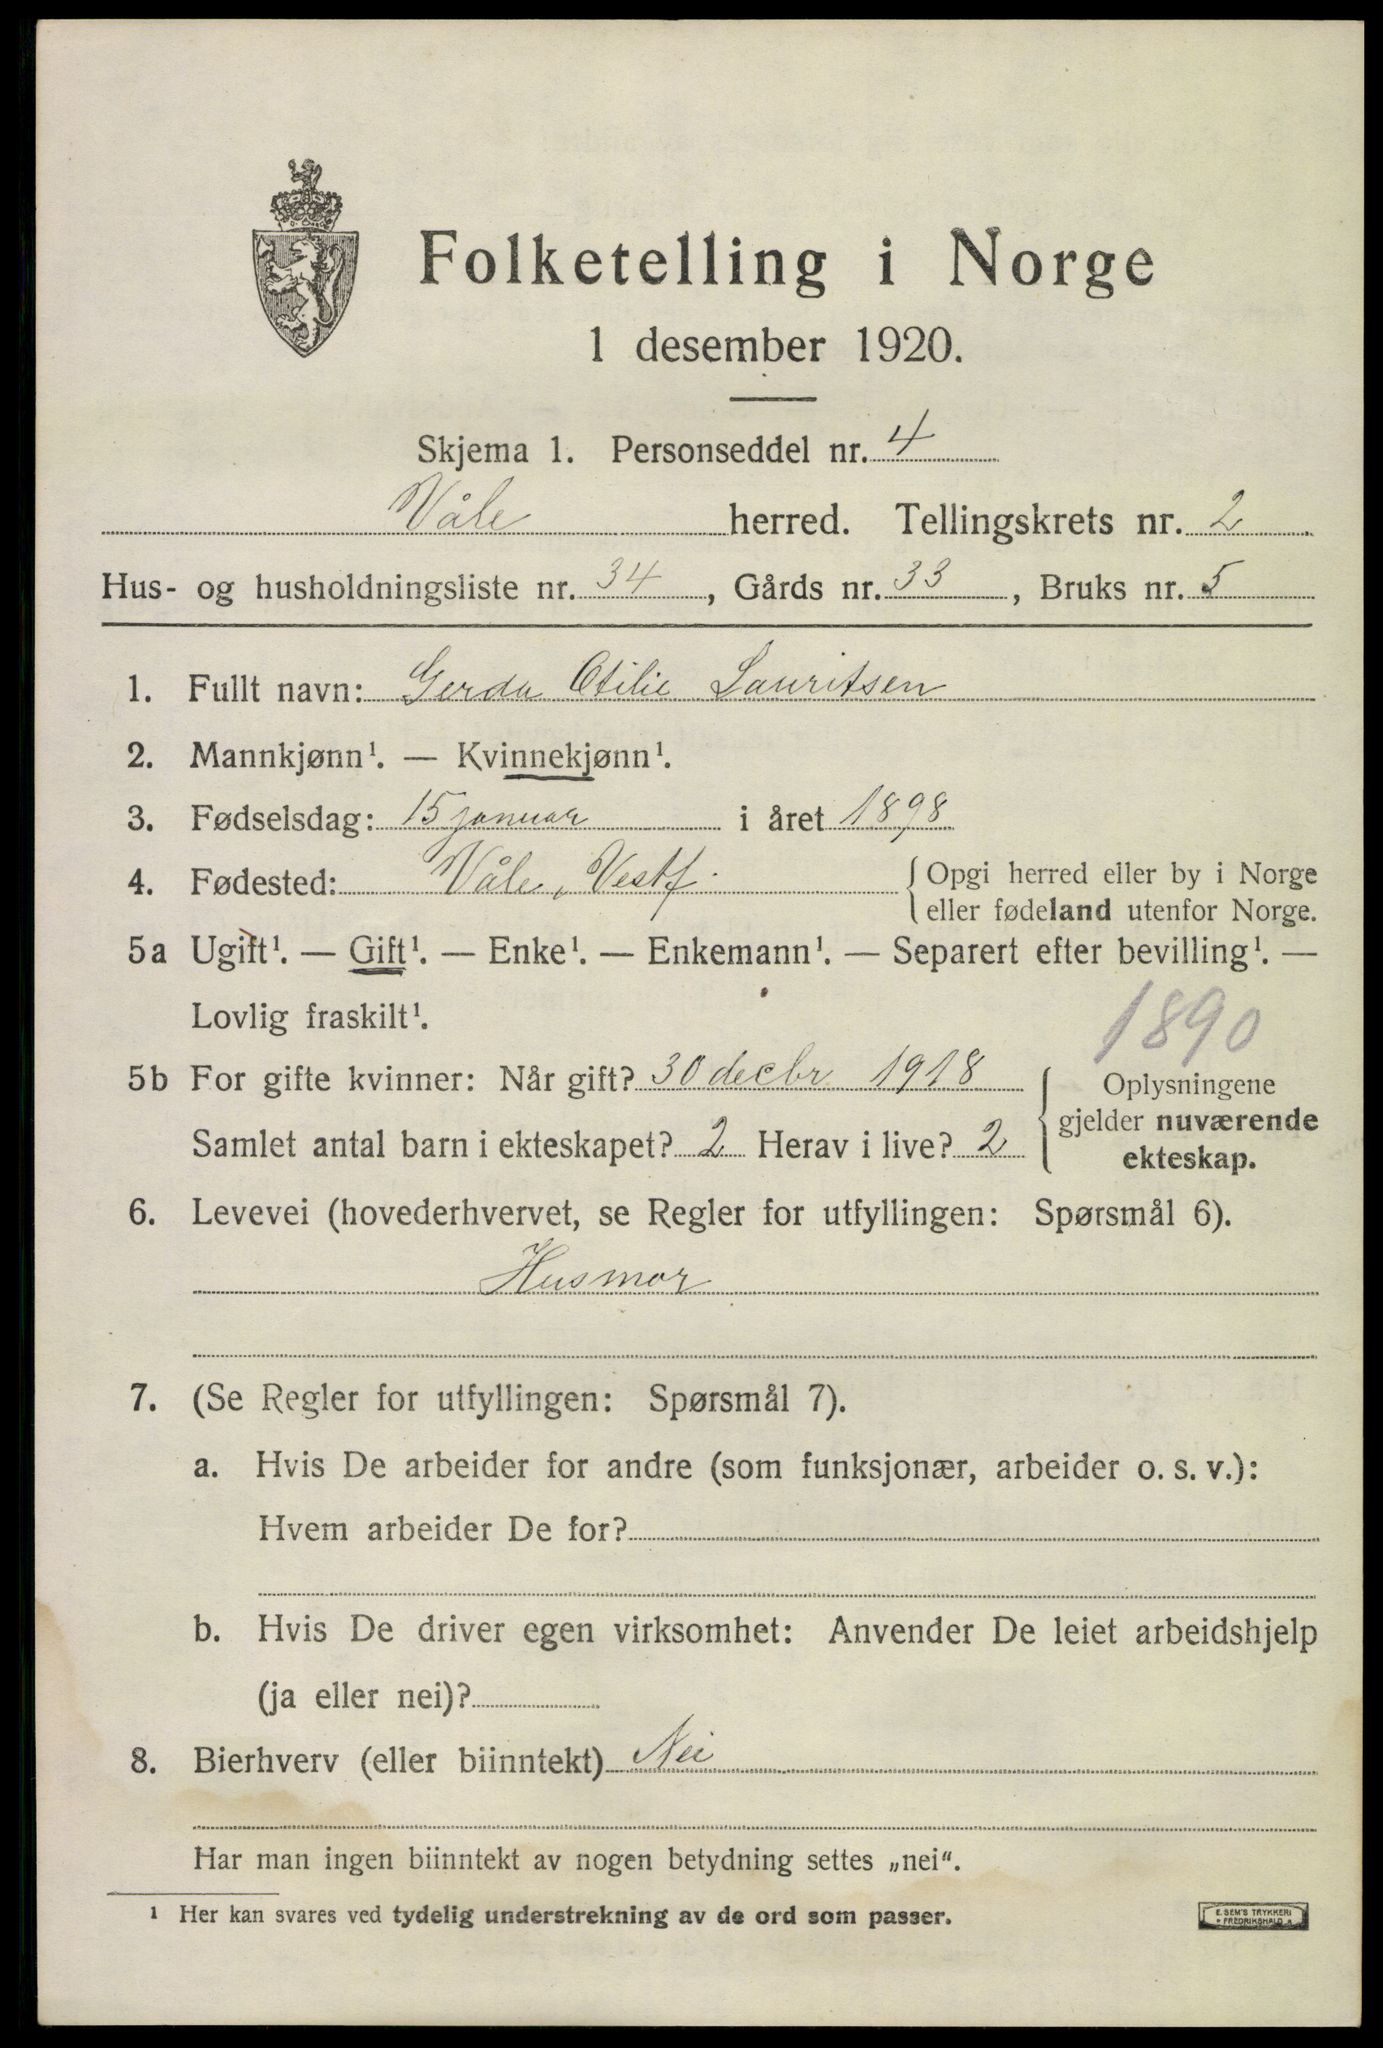 Folketelling i Norge
1 desember 1920.
Skjema 1. Personseddel nr. 4
Våle herred. Tellingskrets nr. 2
Hus- og husholdningsliste nr. 34, Gårds nr. 33, Bruks nr. 5
1. Fullt navn: Gerda Otilie Lauritsen
2. Mannkjønn¹. — Kvinnekjønn¹.
3. Fødselsdag: 15 januar i året 1898
4. Fødested: Våle, Vestf. { Opgi herred eller by i Norge
eller fødeland utenfor Norge.
5a Ugift¹. — Gift¹. — Enke¹. — Enkemann¹. — Separert efter bevilling¹. —
Lovlig fraskilt¹.
1890
5b For gifte kvinner: Når gift? 30 decbr 1918
Samlet antal barn i ekteskapet? 2 Herav i live? 2
{ Oplysningene
gjelder nuværende
ekteskap.
6. Levevei (hovederhvervet, se Regler for utfyllingen: Spørsmål 6).
Husmor
7. (Se Regler for utfyllingen: Spørsmål 7).
a. Hvis De arbeider for andre (som funksjonær, arbeider o. s. v.):
Hvem arbeider De for?
b. Hvis De driver egen virksomhet: Anvender De leiet arbeidshjelp
(ja eller nei)?
8. Bierhverv (eller biinntekt) Nei
Har man ingen biinntekt av nogen betydning settes „nei“.
¹ Her kan svares ved tydelig understrekning av de ord som passer.
E. SEM'S TRYKKERI
FREDRIKSHALD